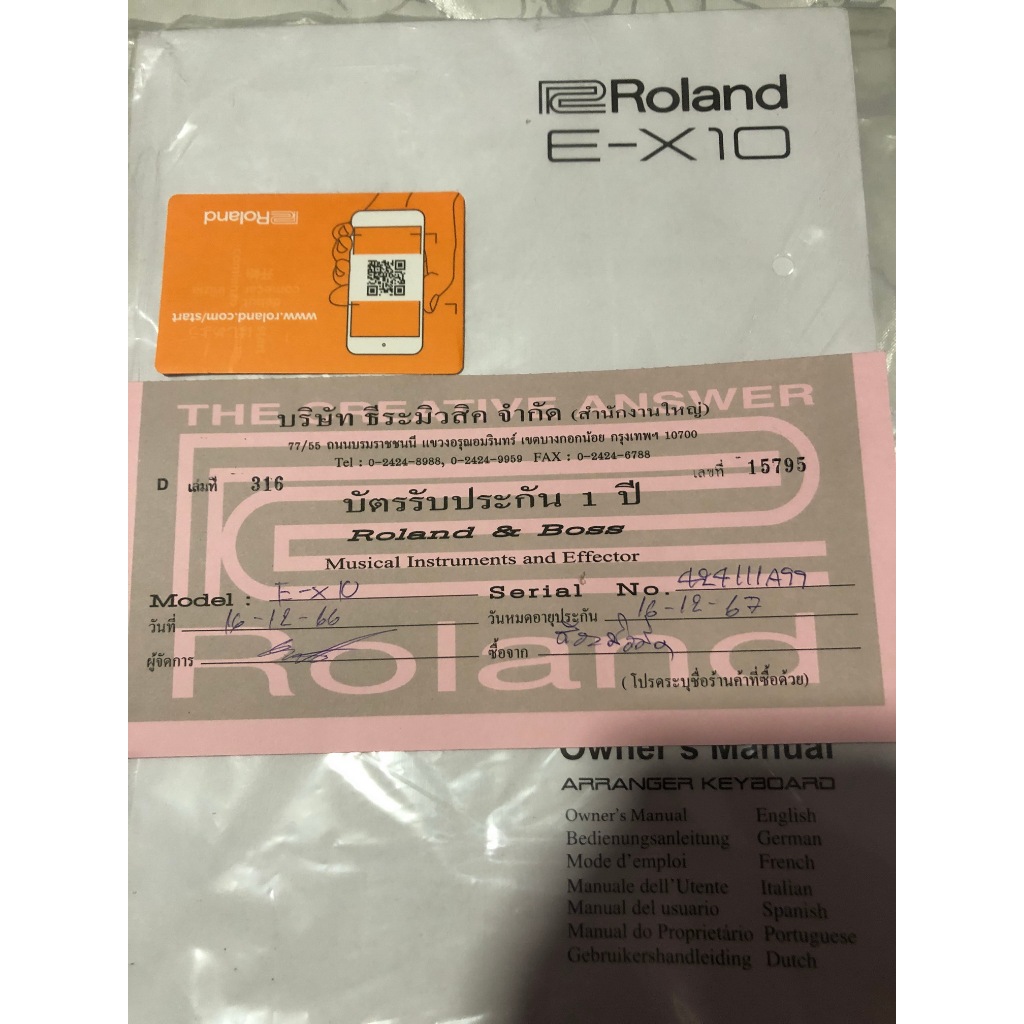 Roland
E-X10
Roland
www.roland.com/start
THE CREATIVE ANSWER
บริษัท ธีระมิวสิค จำกัด (สำนักงานใหญ่)
77/55 ถนนบรมราชชนนี แขวงอรุณอมรินทร์ เขตบางกอกน้อย กรุงเทพฯ 10700
Tel : 0-2424-8988, 0-2424-9959 FAX : 0-2424-6788
D เล่มที่ 316 เลขที่ 15795
บัตรรับประกัน 1 ปี
Roland & Boss
Musical Instruments and Effector
Model : E-X10 Serial No. 424111A99
วันที่ 16-12-66 วันหมดอายุประกัน 16-12-67
ผู้จัดการ ซื้อจาก ธีระมิวสิค
(โปรดระบุชื่อร้านค้าที่ซื้อด้วย)
Roland
Owner's Manual
ARRANGER KEYBOARD
Owner's Manual English
Bedienungsanleitung German
Mode d'emploi French
Manuale dell'Utente Italian
Manual del usuario Spanish
Manual do Proprietário Portuguese
Gebruikershandleiding Dutch